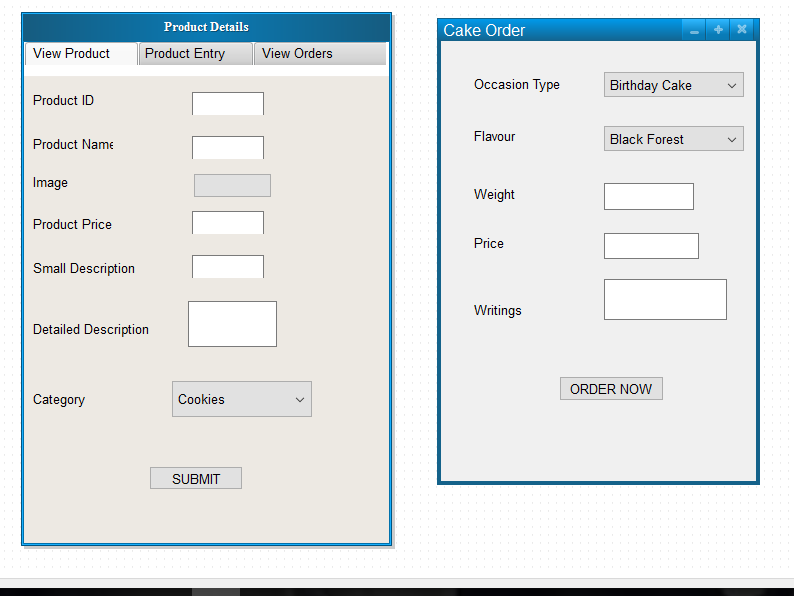 Product Details
View Product
Product Entry
View Orders
Product ID
Product Name
Image
Product Price
Small Description
Detailed Description
Category
Cookies
SUBMIT
Cake Order
Occasion Type
Birthday Cake
Flavour
Black Forest
Weight
Price
Writings
ORDER NOW